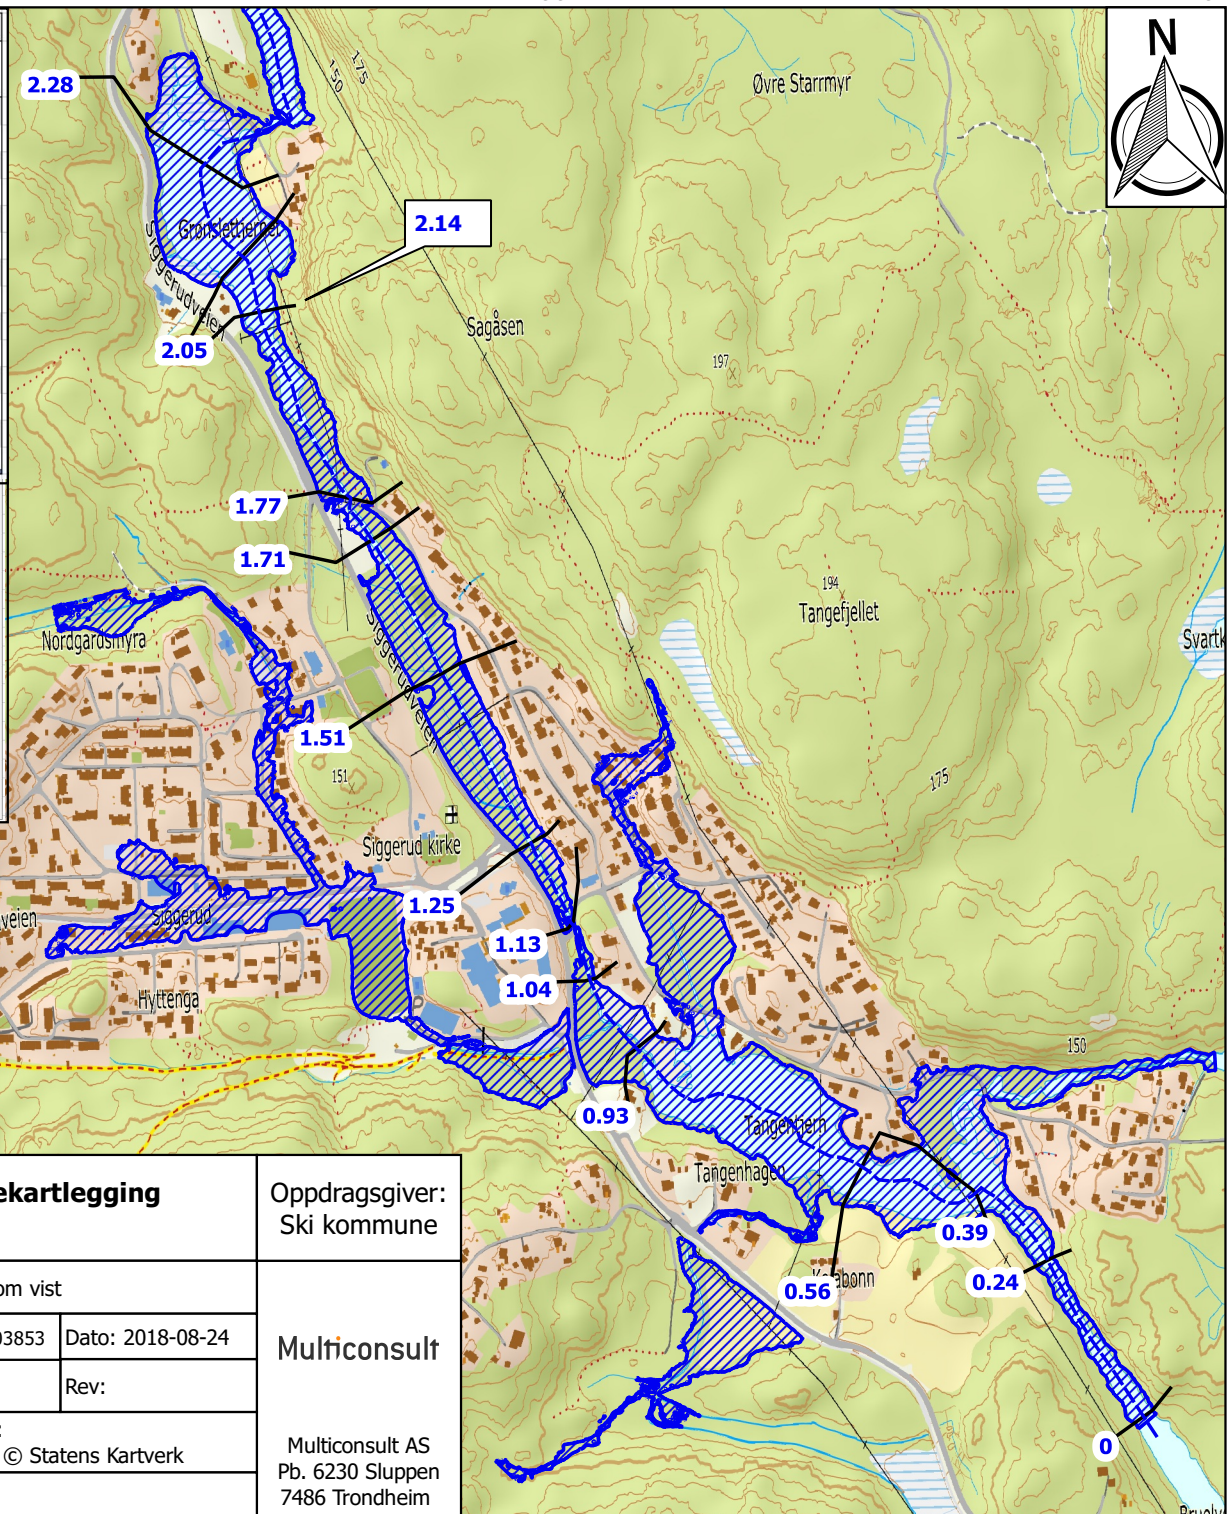 N
Øvre Starrmyr
175
150
2.28
Grønslettjernet
Siggerudveien
2.14
2.05
Sagåsen
197
1.77
1.71
194
Tangefjellet
Nordgardsmyra
Siggerudveien
Svartk
1.51
151
175
Siggerud kirke
1.25
veien
Siggerud
1.13
1.04
Hyttenga
150
0.93
Tangentjern
Tangenhagen
0.39
0.56
0.24
0
ekartlegging
Oppdragsgiver:
Ski kommune
om vist
03853
Dato: 2018-08-24
Rev:
Multiconsult
:
© Statens Kartverk
Multiconsult AS
Pb. 6230 Sluppen
7486 Trondheim